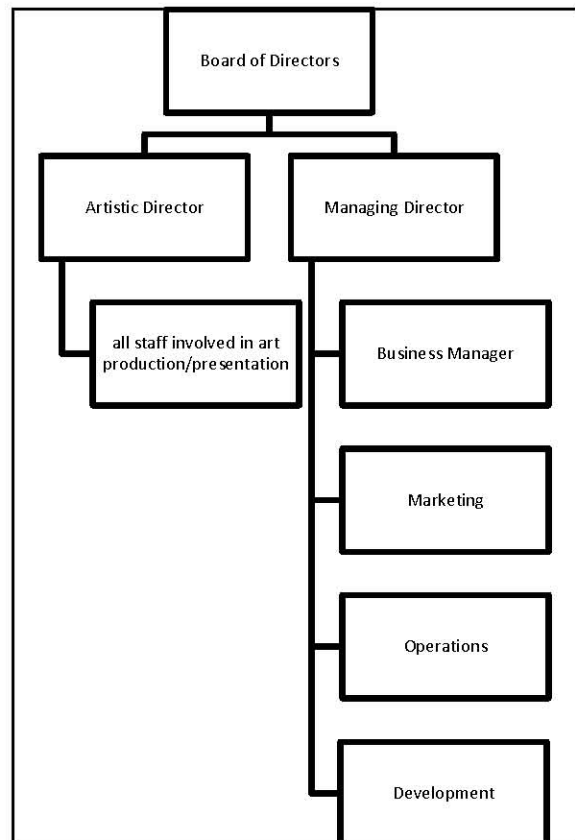 Board of Directors
Artistic Director
Managing Director
all staff involved in art
production/presentation
Business Manager
Marketing
Operations
Development